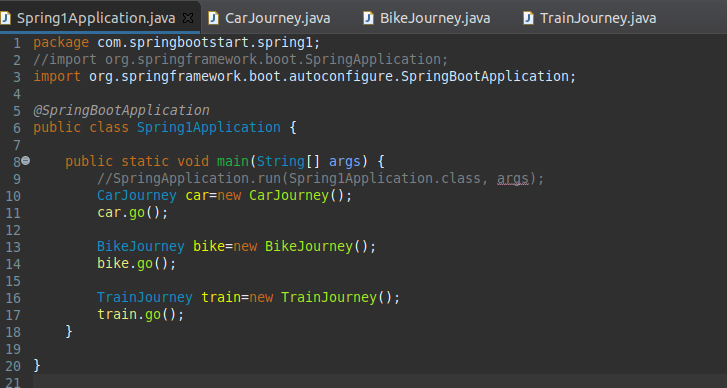 Spring1Application.java CarJourney.java BikeJourney.java TrainJourney.java
1 package com.springbootstart.spring1;
2 //import org.springframework.boot.SpringApplication;
3 import org.springframework.boot.autoconfigure.SpringBootApplication;
4
5 @SpringBootApplication
6 public class Spring1Application {
7
8 public static void main(String[] args) {
9 //SpringApplication.run(Spring1Application.class, args);
10 CarJourney car=new CarJourney();
11 car.go();
12
13 BikeJourney bike=new BikeJourney();
14 bike.go();
15
16 TrainJourney train=new TrainJourney();
17 train.go();
18 }
19
20 }
21